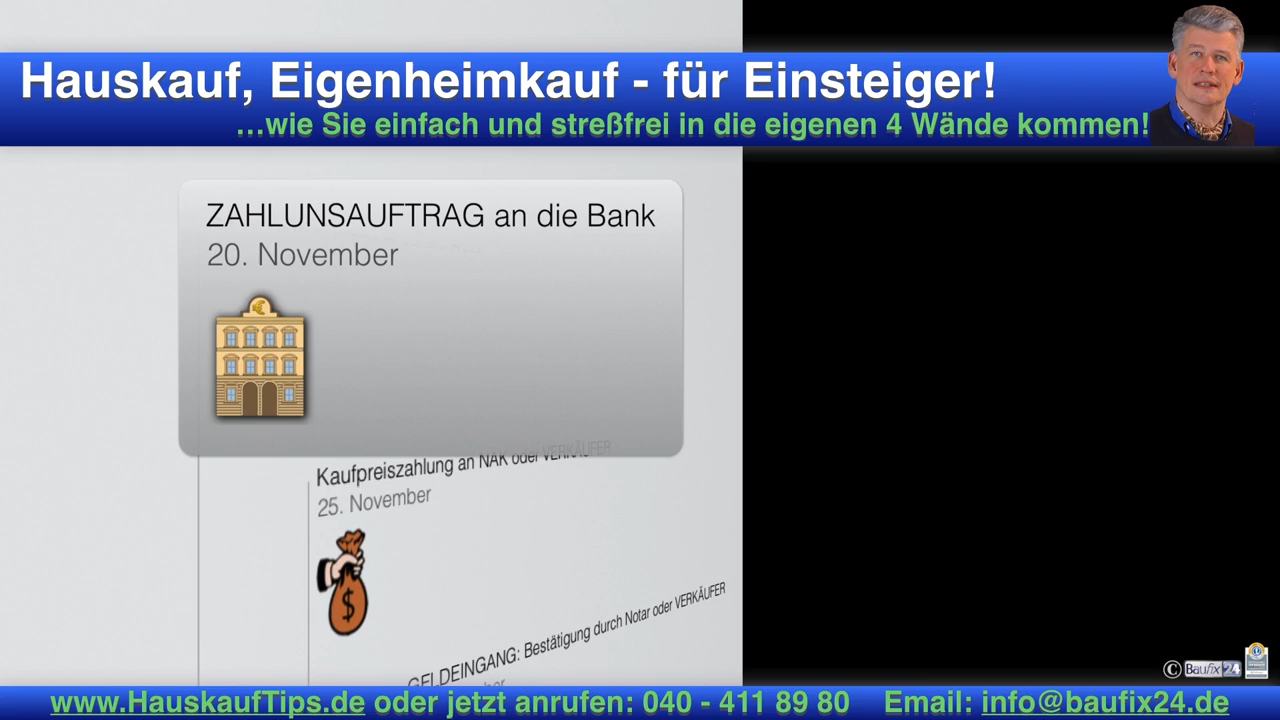 Hauskauf, Eigenheimkauf - für Einsteiger!
...wie Sie einfach und streßfrei in die eigenen 4 Wände kommen!
ZAHLUNSAUFTRAG an die Bank
20. November
€
Kaufpreiszahlung an NAK oder VERKÄUFER
25. November
$
GELDEINGANG: Bestätigung durch Notar oder VERKÄUFER
© Baufix 24
www.HauskaufTips.de oder jetzt anrufen: 040 - 411 89 80 Email: info@baufix24.de